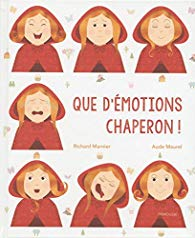 QUE D'ÉMOTIONS
CHAPERON !
Richard Marnier Aude Maurel